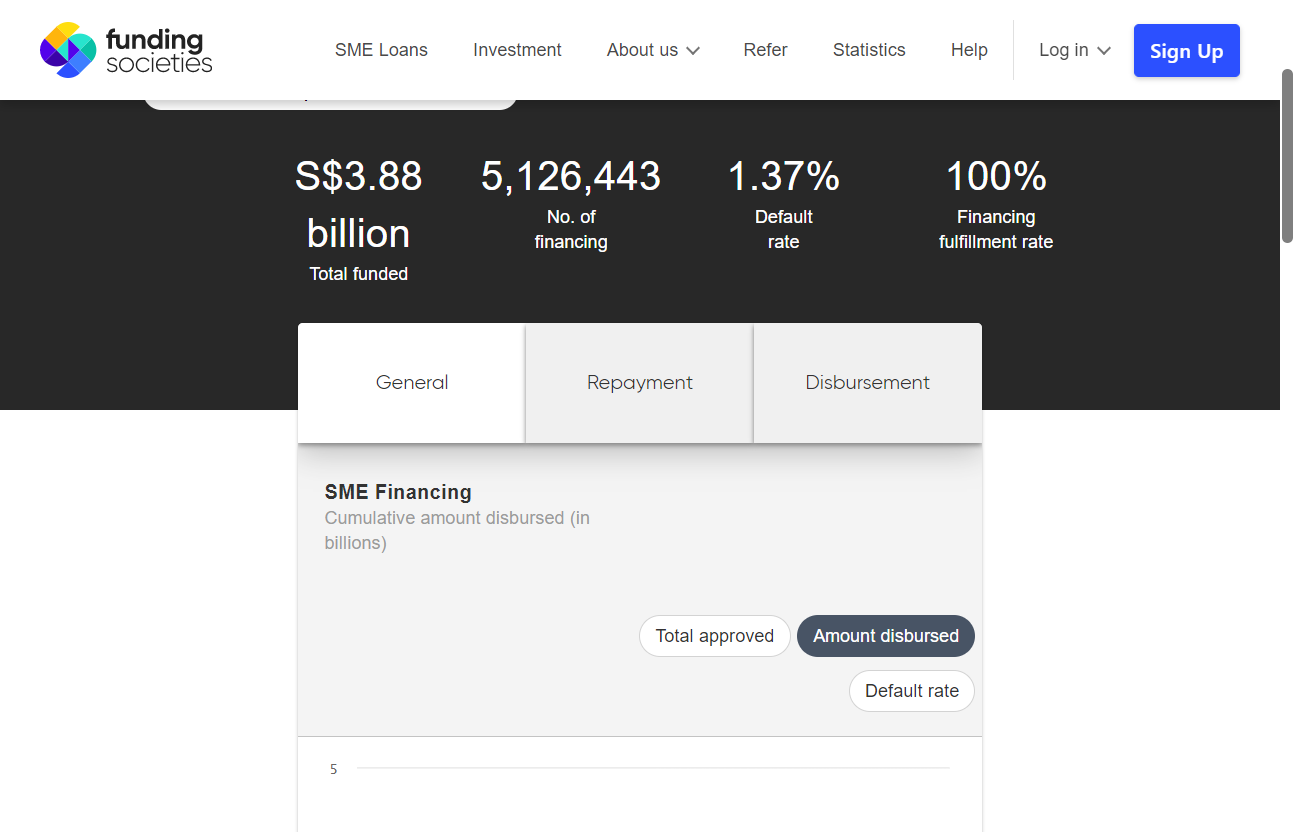 funding
societies
SME Loans Investment About us Refer Statistics Help Log in Sign Up
S$3.88 5,126,443 1.37% 100%
billion
No. of Default Financing
financing rate fulfillment rate
Total funded
General Repayment Disbursement
SME Financing
Cumulative amount disbursed (in
billions)
Total approved Amount disbursed
Default rate
5